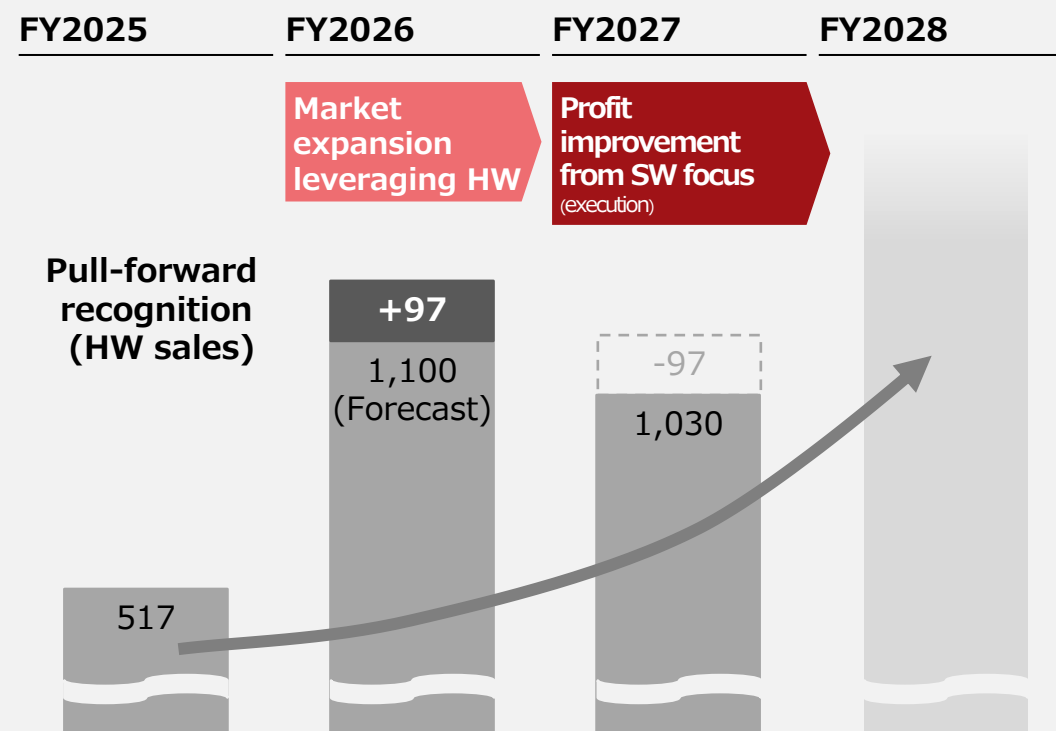 FY2025
FY2026
FY2027
FY2028
Market
expansion
leveraging HW
Profit
improvement
from SW focus
(execution)
Pull-forward
recognition
(HW sales)
+97
1,100
(Forecast)
-97
1,030
517